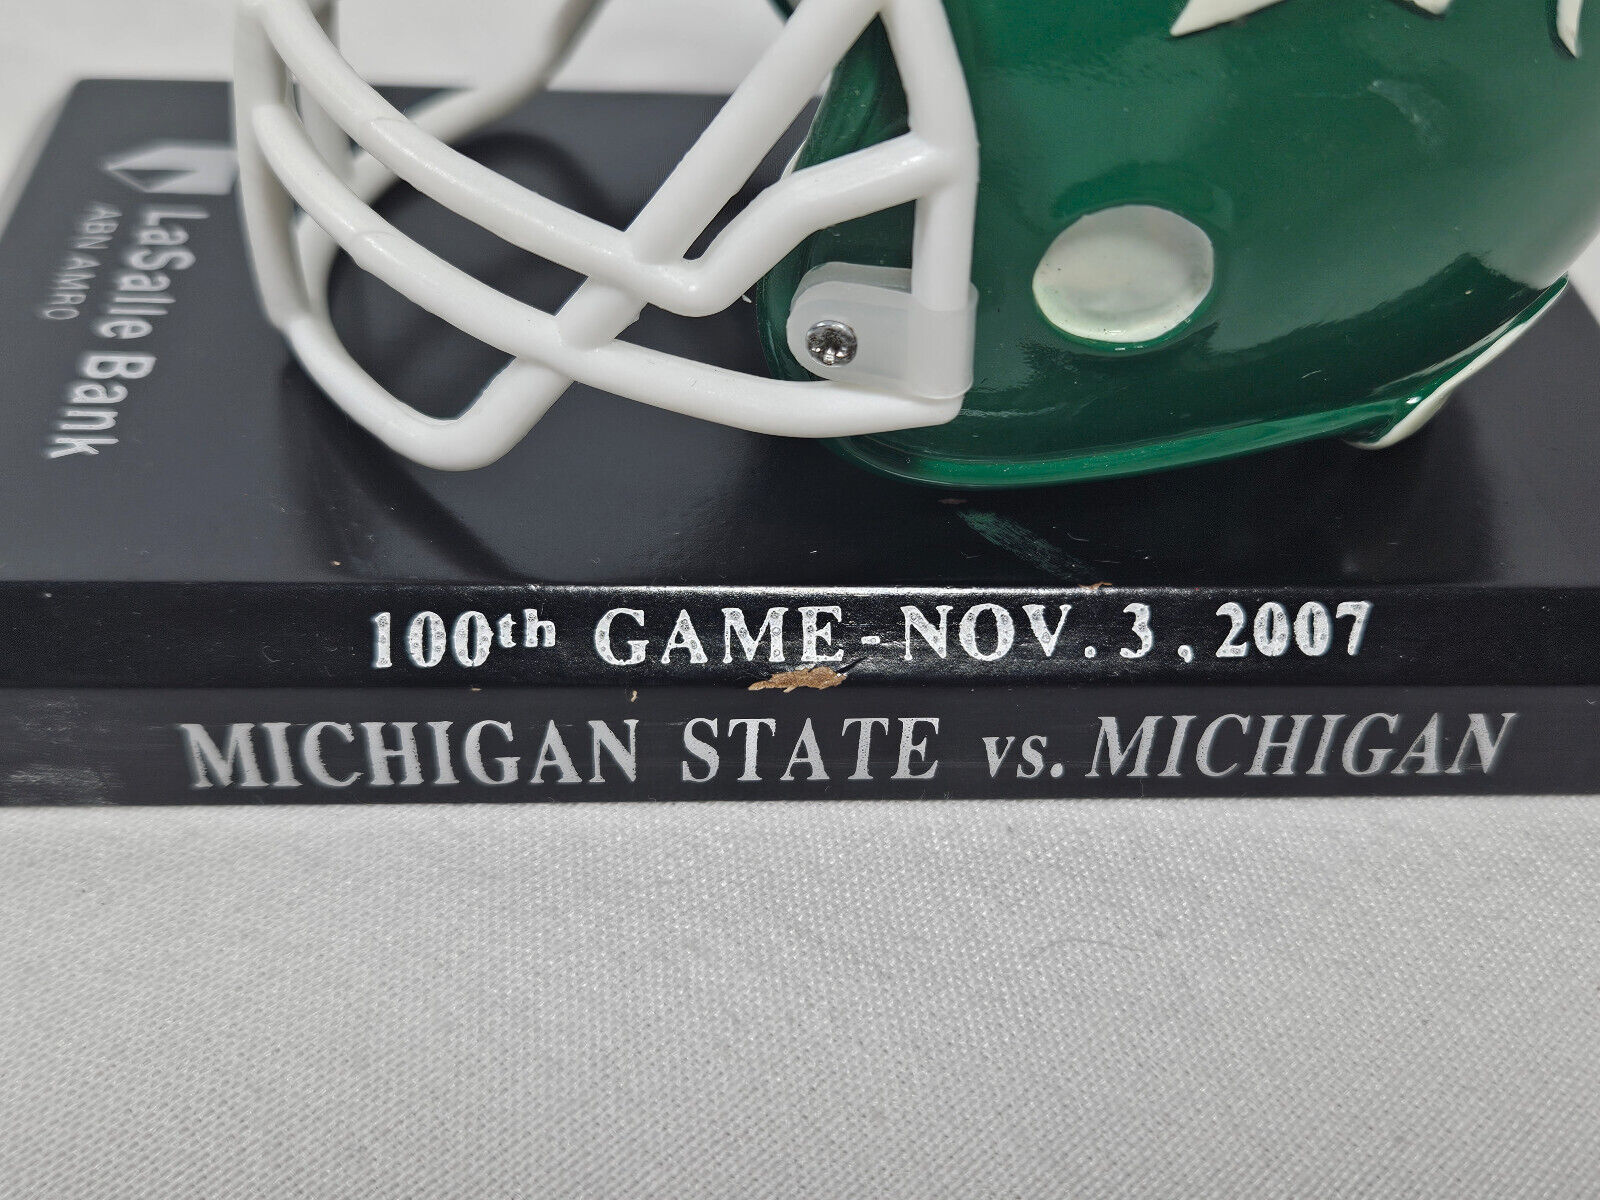 LaSalle Bank
ABN AMRO
100th GAME-NOV. 3, 2007
MICHIGAN STATE vs. MICHIGAN